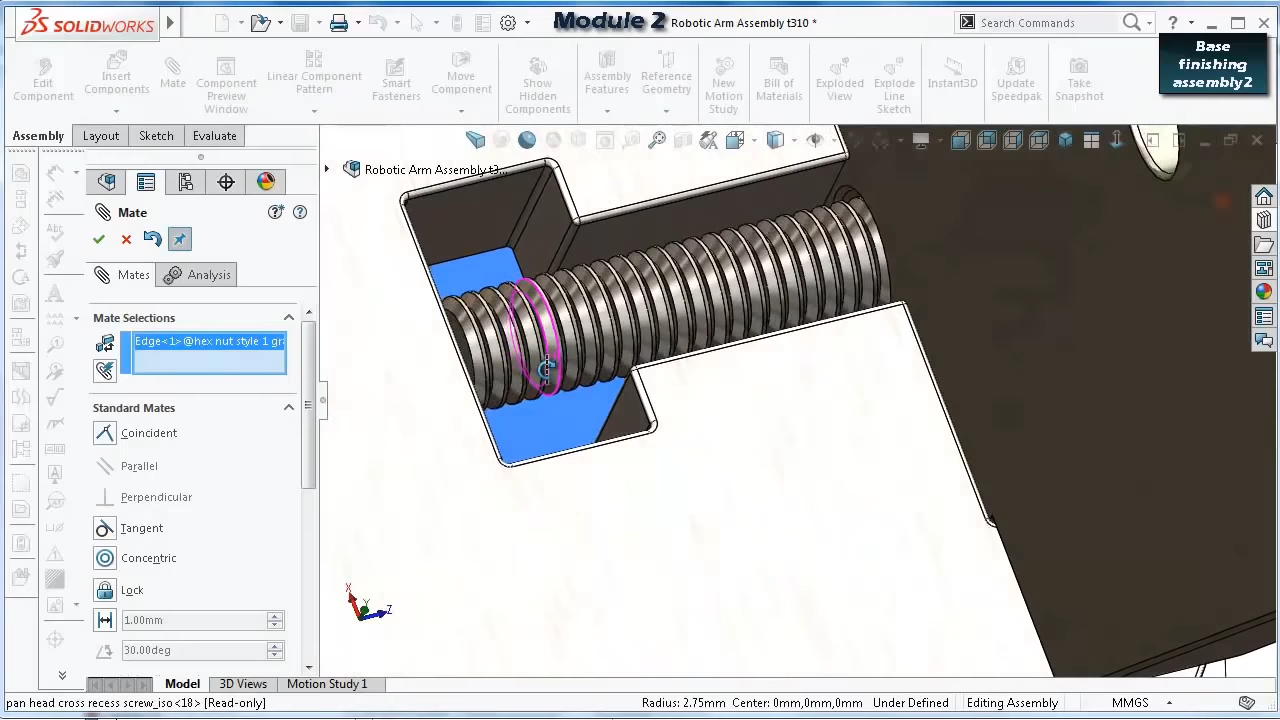 SOLIDWORKS
Module 2
Robotic Arm Assembly t310 *
Search Commands
Base
finishing
assembly2
Edit
Component
Insert
Components
Mate
Component
Preview
Window
Linear Component
Pattern
Smart
Fasteners
Move
Component
Show
Hidden
Components
Assembly
Features
Reference
Geometry
New
Motion
Study
Bill of
Materials
Exploded
View
Explode
Line
Sketch
Instant3D
Update
Speedpak
Take
Snapshot
Assembly
Layout
Sketch
Evaluate
Robotic Arm Assembly t3...
Mate
Mates
Analysis
Mate Selections
Edge<1>@hex nut style 1 gr
Standard Mates
Coincident
Parallel
Perpendicular
Tangent
Concentric
Lock
1.00mm
30.00deg
X
Y
Z
Model
3D Views
Motion Study 1
pan head cross recess screw_iso<18> [Read-only]
Radius: 2.75mm Center: 0mm,0mm,0mm
Under Defined
Editing Assembly
MMGS